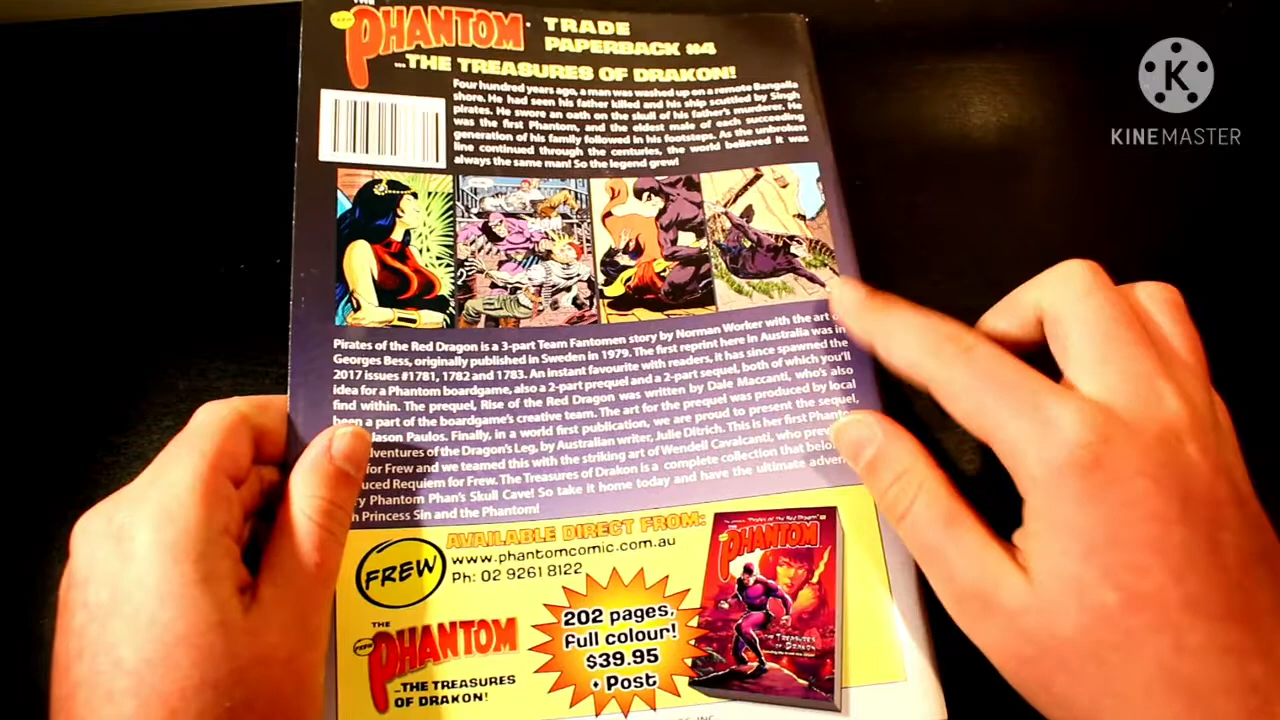 THE
PHANTOM
FREW
TRADE
PAPERBACK #4
...THE TREASURES OF DRAKON!
Four hundred years ago, a man was washed up on a remote Bangalla
shore. He had seen his father killed and his ship scuttled by Singh
pirates. He swore an oath on the skull of his father's murderer. He
was the first Phantom, and the eldest male of each succeeding
generation of his family followed in his footsteps. As the unbroken
line continued through the centuries, the world believed it was
always the same man! So the legend grew!
K
KINEMASTER
Pirates of the Red Dragon is a 3-part Team Fantomen story by Norman Worker with the art
Georges Bess, originally published in Sweden in 1979. The first reprint here in Australia was in
2017 issues #1781, 1782 and 1783. An instant favourite with readers, it has since spawned the
idea for a Phantom boardgame, also a 2-part prequel and a 2-part sequel, both of which you'll
find within. The prequel, Rise of the Red Dragon was written by Dale Maccanti, who's also
been a part of the boardgame's creative team. The art for the prequel was produced by local
Jason Paulos. Finally, in a world first publication, we are proud to present the sequel,
dventures of the Dragon's Leg, by Australian writer, Julie Ditrich. This is her first Phanto
for Frew and we teamed this with the striking art of Wendell Cavalcanti, who prev
uced Requiem for Frew. The Treasures of Drakon is a complete collection that belo
ry Phantom Phan's Skull Cave! So take it home today and have the ultimate adven
h Princess Sin and the Phantom!
AVAILABLE DIRECT FROM:
FREW
www.phantomcomic.com.au
Ph: 02 9261 8122
THE
FREW
PHANTOM
...THE TREASURES
OF DRAKON!
202 pages,
Full colour!
$39.95
+ Post
THE
PHANTOM
THE TREASURES
OF DRAKON